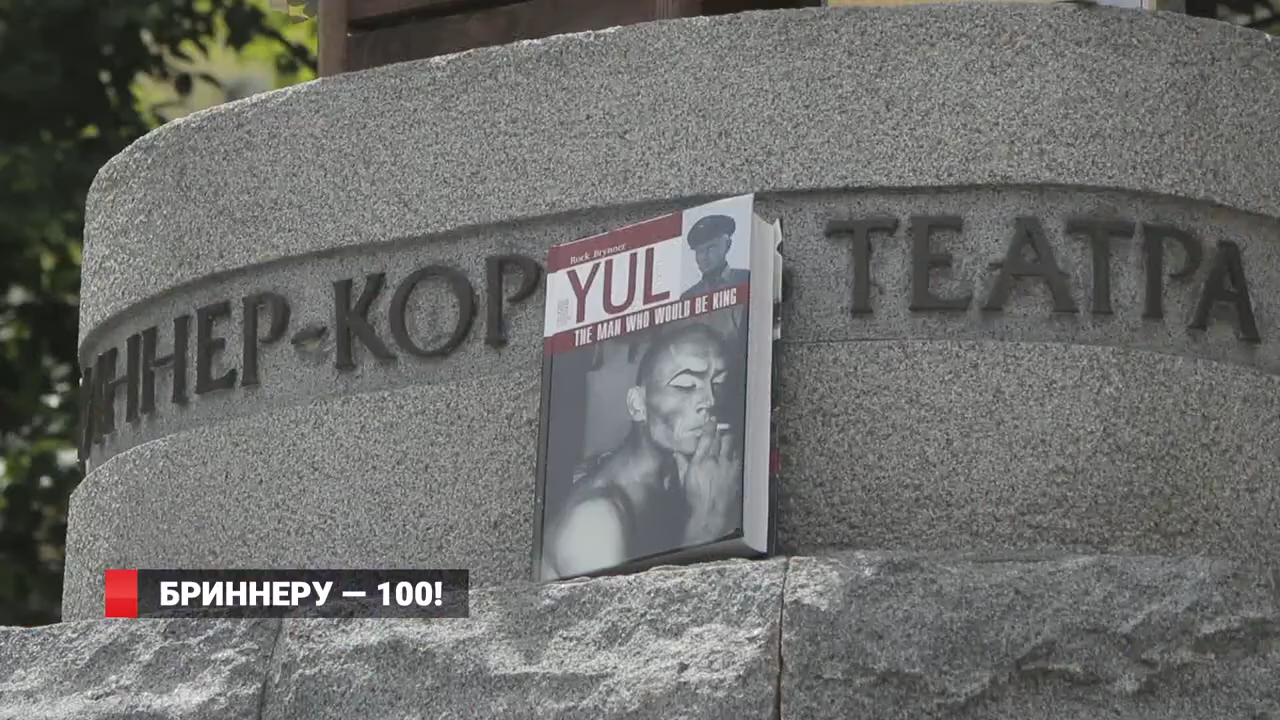 ИННЕР-КОР
ТЕАТРА
Rock Brynner
YUL
THE MAN WHO WOULD BE KING
БРИННЕРУ — 100!